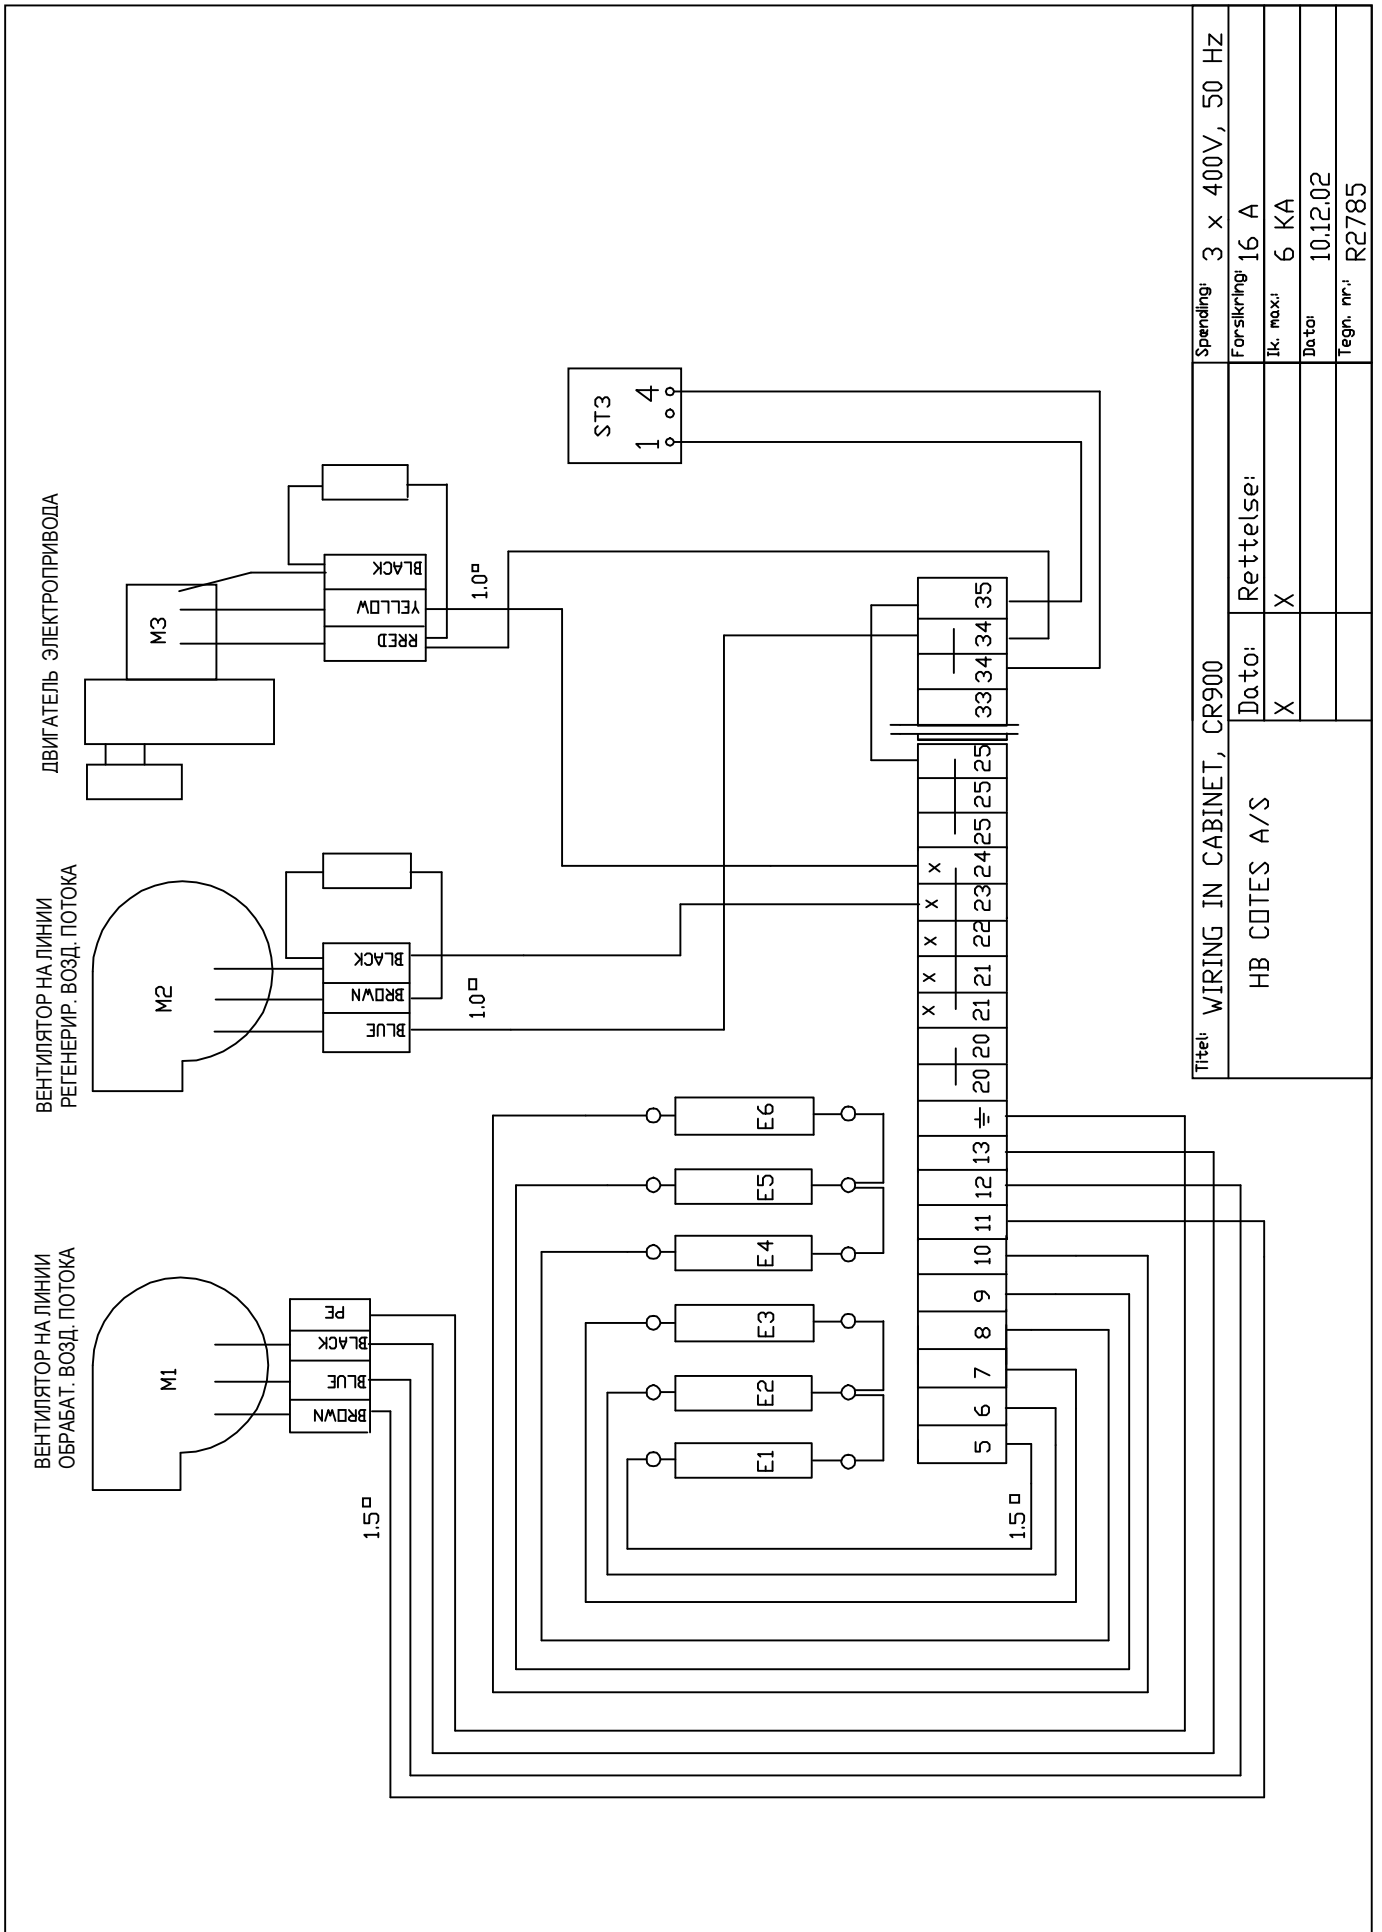 ВЕНТИЛЯТОР НА ЛИНИИ
ОБРАБАТ. ВОЗД. ПОТОКА
ВЕНТИЛЯТОР НА ЛИНИИ
РЕГЕНЕРИР. ВОЗД. ПОТОКА
ДВИГАТЕЛЬ ЭЛЕКТРОПРИВОДА
M1
M2
M3
BROWN
BLUE
BLACK
PE
BLUE
BROWN
BLACK
RRED
YELLOW
BLACK
1.5
1.0
1.0
ST3
1 4
E1 E2 E3 E4 E5 E6
x x x x x
5 6 7 8 9 10 11 12 13 20 20 21 21 22 23 24 25 25 25 33 34 34 35
1.5
Titel: WIRING IN CABINET, CR900
Spænding: 3 x 400V, 50 Hz
HB COTES A/S
Dato: Rettelse:
X X
Forsikring: 16 A
Ik. max.: 6 KA
Dato: 10.12.02
Tegn. nr.: R2785